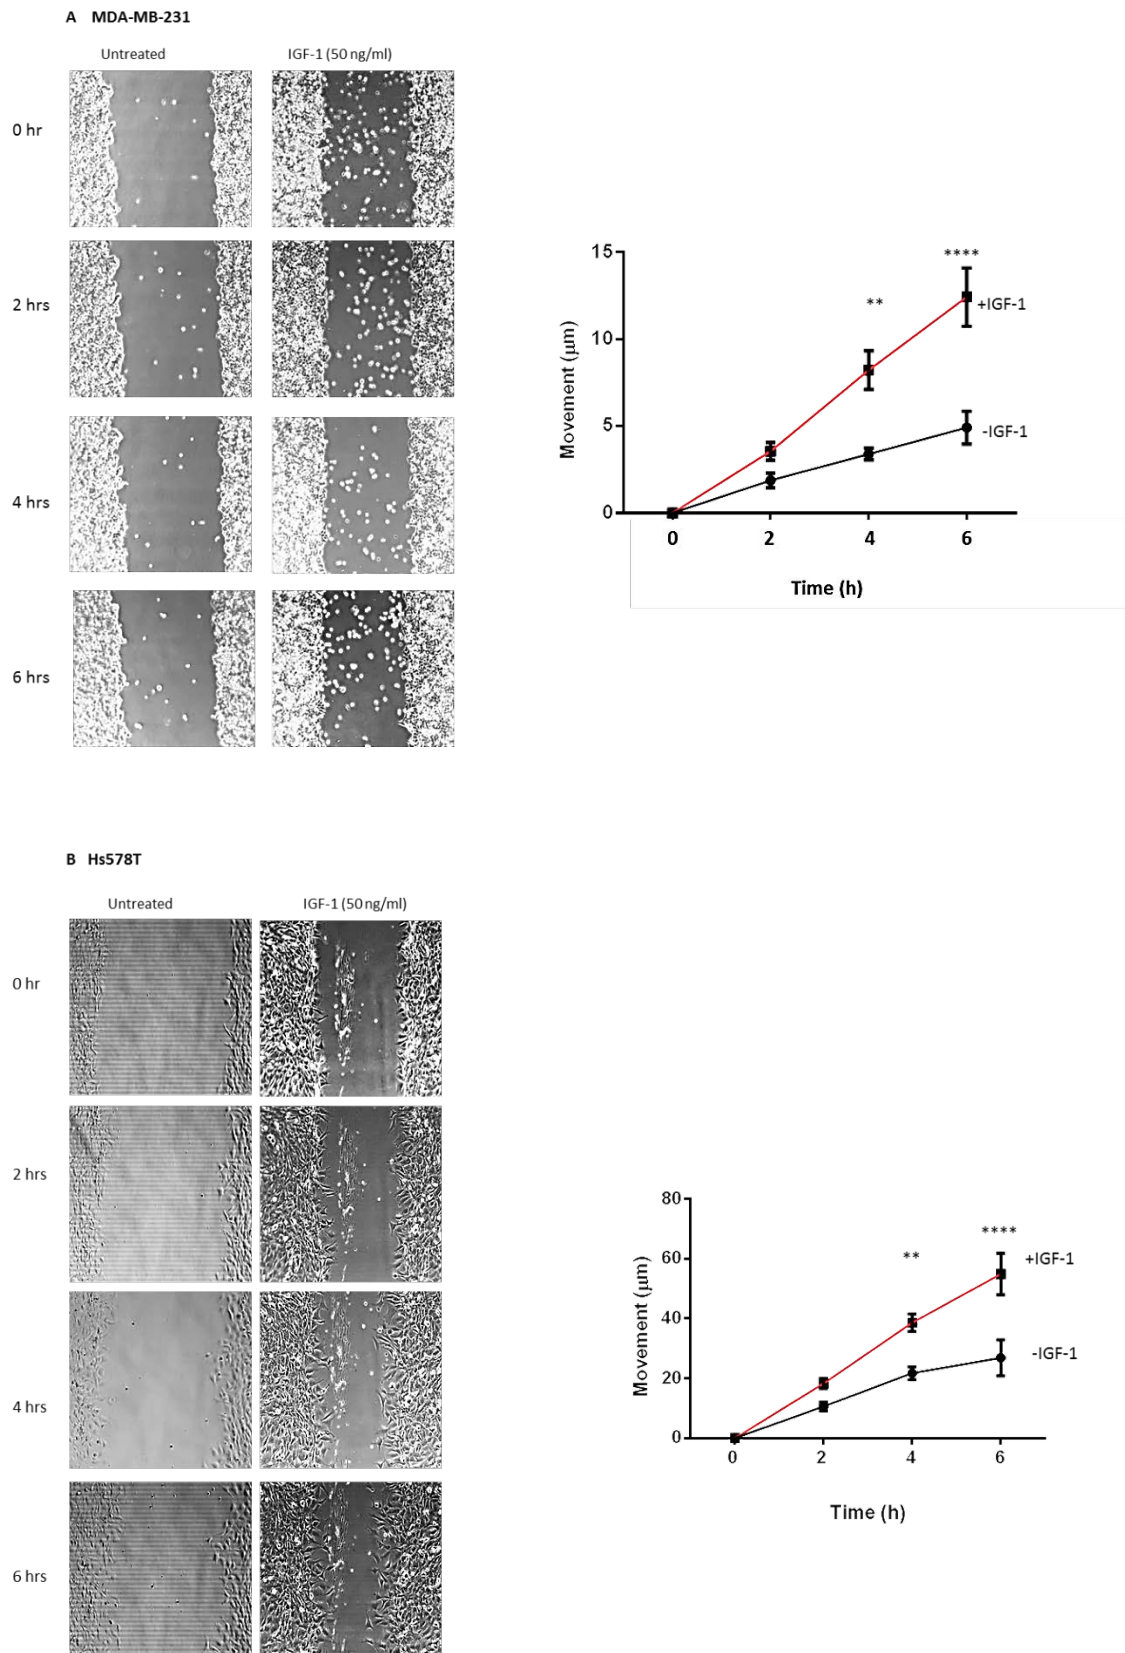 A MDA-MB-231
Untreated IGF-1 (50 ng/ml)
0 hr
2 hrs
4 hrs
6 hrs
15
10
5
0
Movement (μm)
**
****
+IGF-1
-IGF-1
0 2 4 6
Time (h)
B Hs578T
Untreated IGF-1 (50 ng/ml)
0 hr
2 hrs
4 hrs
6 hrs
80
60
40
20
0
Movement (μm)
**
****
+IGF-1
-IGF-1
0 2 4 6
Time (h)